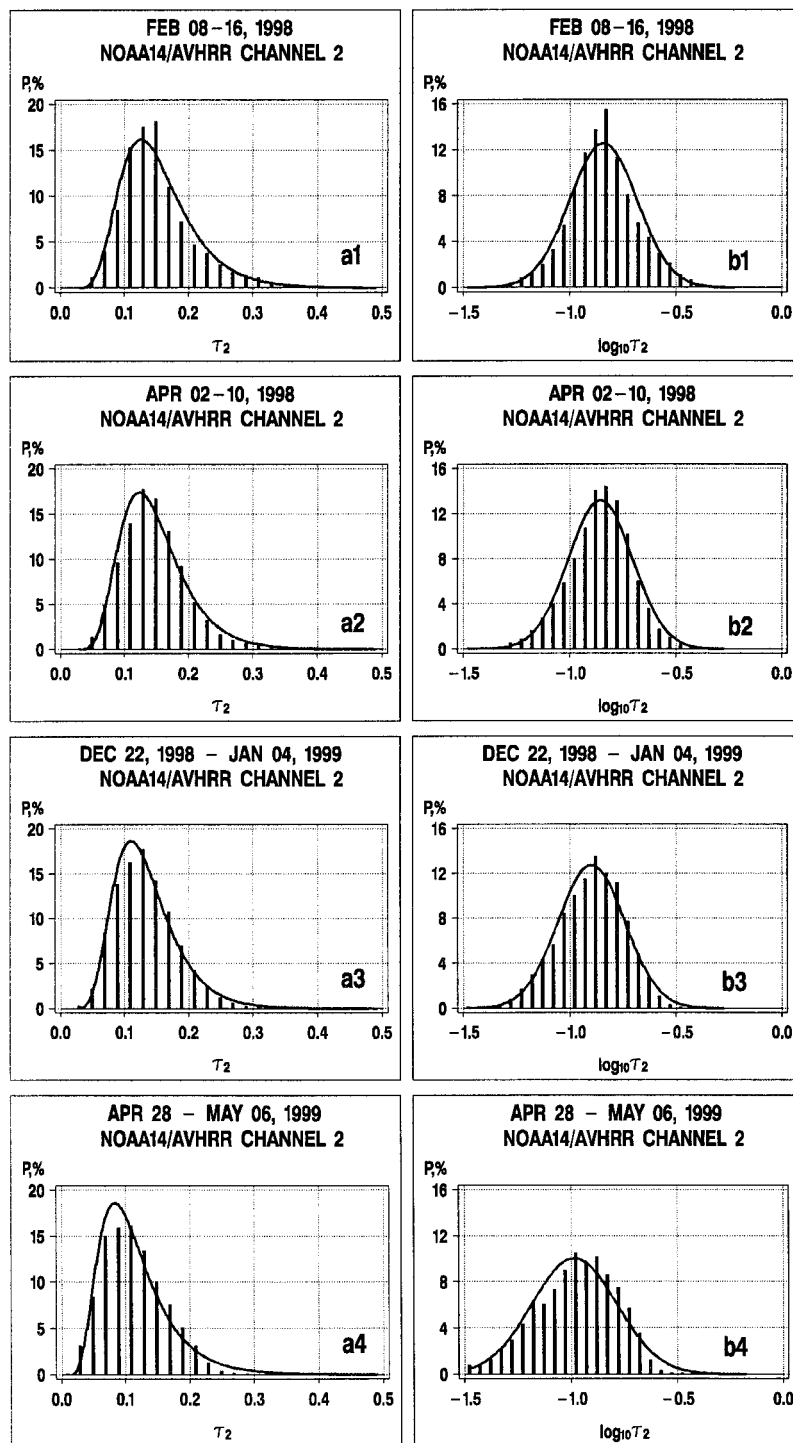 FEB 08–16, 1998
NOAA14/AVHRR CHANNEL 2
P,%
20
15
10
5
0
a1
0.0 0.1 0.2 0.3 0.4 0.5
τ2
FEB 08–16, 1998
NOAA14/AVHRR CHANNEL 2
P,%
16
12
8
4
0
b1
−1.5 −1.0 −0.5 0.0
log10τ2
APR 02–10, 1998
NOAA14/AVHRR CHANNEL 2
P,%
20
15
10
5
0
a2
0.0 0.1 0.2 0.3 0.4 0.5
τ2
APR 02–10, 1998
NOAA14/AVHRR CHANNEL 2
P,%
16
12
8
4
0
b2
−1.5 −1.0 −0.5 0.0
log10τ2
DEC 22, 1998 – JAN 04, 1999
NOAA14/AVHRR CHANNEL 2
P,%
20
15
10
5
0
a3
0.0 0.1 0.2 0.3 0.4 0.5
τ2
DEC 22, 1998 – JAN 04, 1999
NOAA14/AVHRR CHANNEL 2
P,%
16
12
8
4
0
b3
−1.5 −1.0 −0.5 0.0
log10τ2
APR 28 – MAY 06, 1999
NOAA14/AVHRR CHANNEL 2
P,%
20
15
10
5
0
a4
0.0 0.1 0.2 0.3 0.4 0.5
τ2
APR 28 – MAY 06, 1999
NOAA14/AVHRR CHANNEL 2
P,%
16
12
8
4
0
b4
−1.5 −1.0 −0.5 0.0
log10τ2